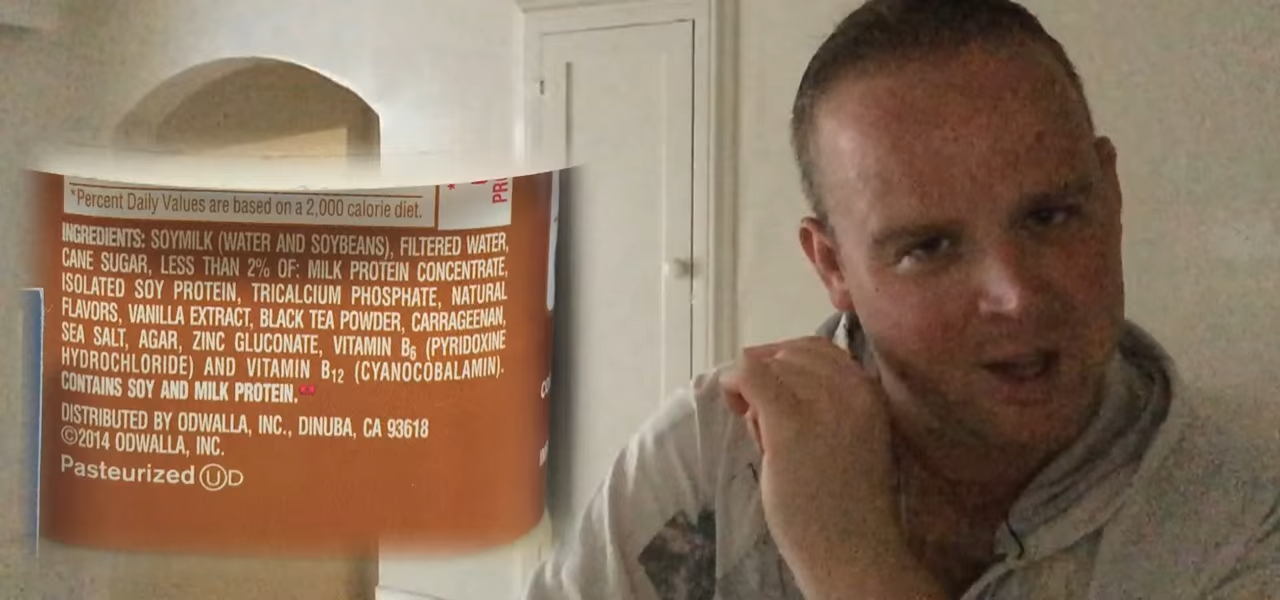 *Percent Daily Values are based on a 2,000 calorie diet.
INGREDIENTS: SOYMILK (WATER AND SOYBEANS), FILTERED WATER,
CANE SUGAR, LESS THAN 2% OF: MILK PROTEIN CONCENTRATE,
ISOLATED SOY PROTEIN, TRICALCIUM PHOSPHATE, NATURAL
FLAVORS, VANILLA EXTRACT, BLACK TEA POWDER, CARRAGEENAN,
SEA SALT, AGAR, ZINC GLUCONATE, VITAMIN B6 (PYRIDOXINE
HYDROCHLORIDE) AND VITAMIN B12 (CYANOCOBALAMIN).
CONTAINS SOY AND MILK PROTEIN.
DISTRIBUTED BY ODWALLA, INC., DINUBA, CA 93618
©2014 ODWALLA, INC.
Pasteurized ⓊD